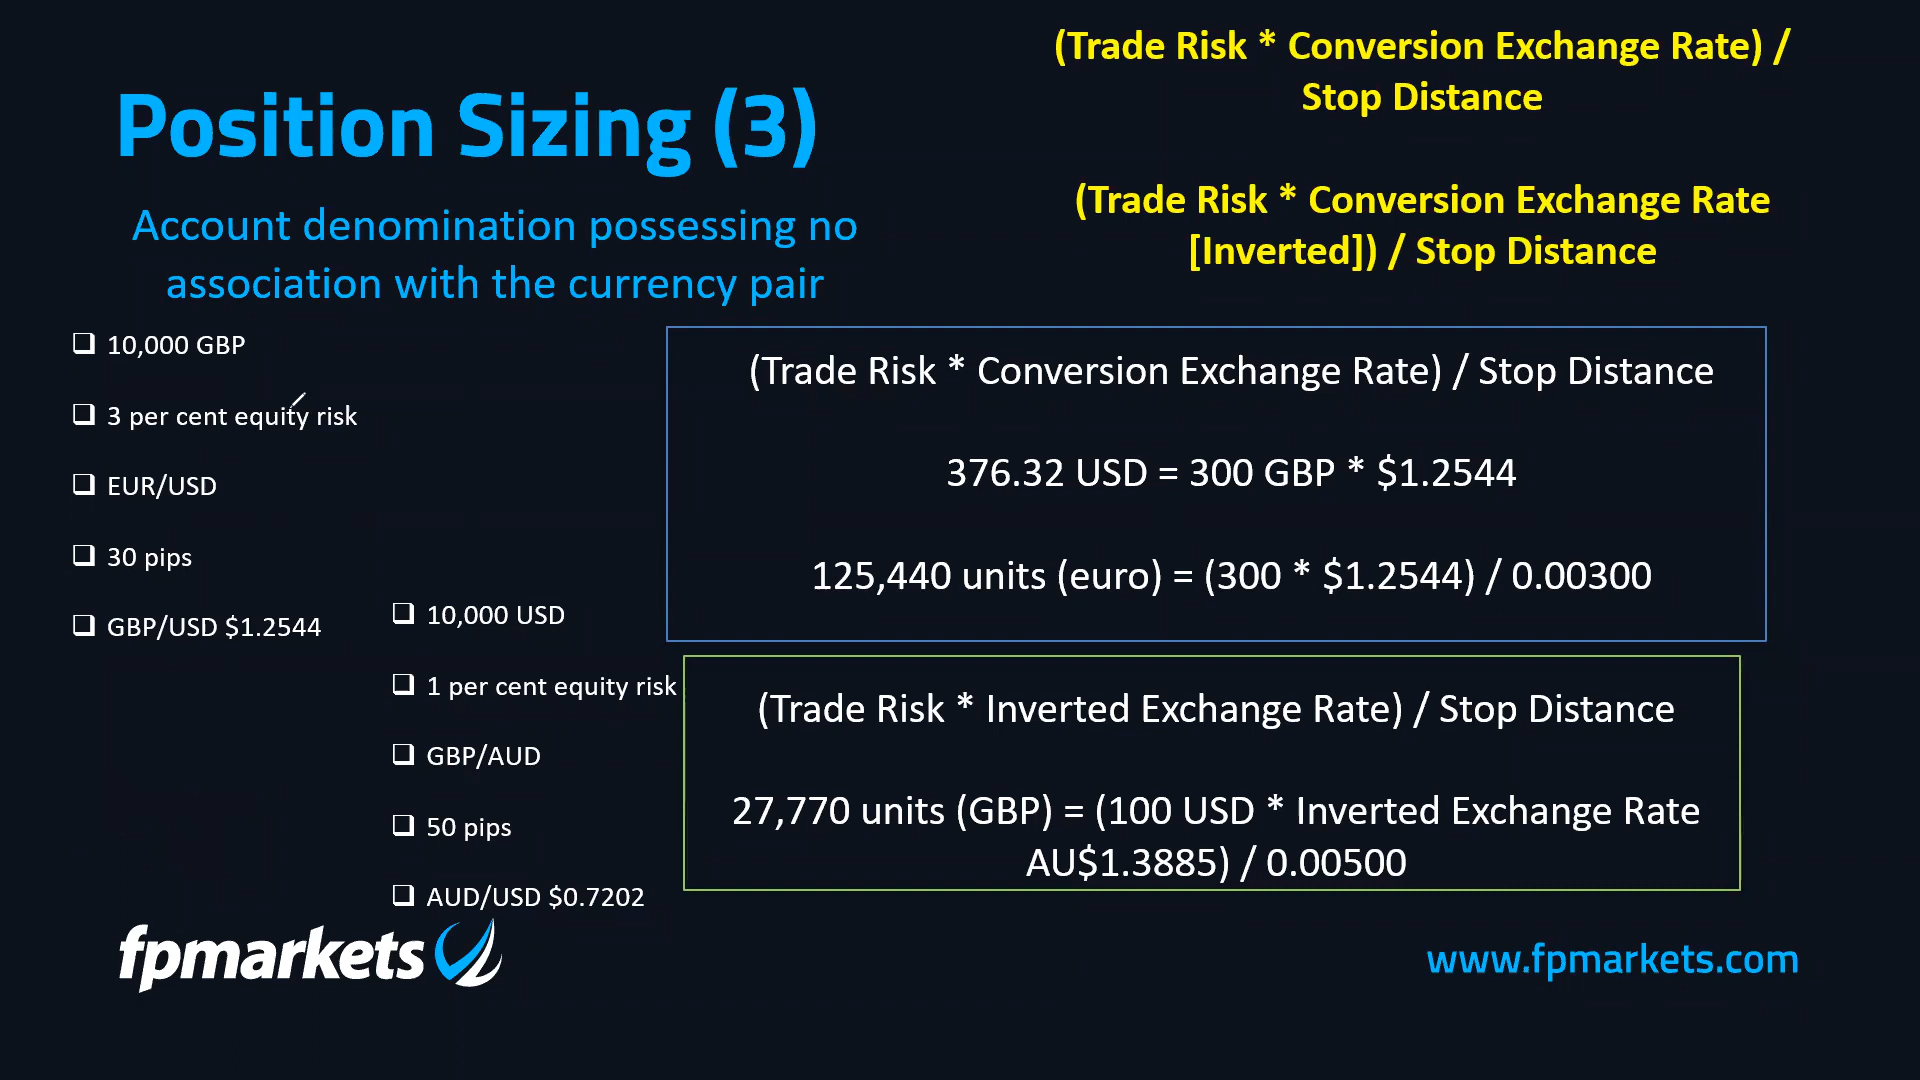 Position Sizing (3)
Account denomination possessing no
association with the currency pair
(Trade Risk * Conversion Exchange Rate) /
Stop Distance
(Trade Risk * Conversion Exchange Rate
[Inverted]) / Stop Distance
10,000 GBP
3 per cent equity risk
EUR/USD
30 pips
GBP/USD $1.2544
(Trade Risk * Conversion Exchange Rate) / Stop Distance
376.32 USD = 300 GBP * $1.2544
125,440 units (euro) = (300 * $1.2544) / 0.00300
10,000 USD
1 per cent equity risk
GBP/AUD
50 pips
AUD/USD $0.7202
(Trade Risk * Inverted Exchange Rate) / Stop Distance
27,770 units (GBP) = (100 USD * Inverted Exchange Rate
AU$1.3885) / 0.00500
fpmarkets
www.fpmarkets.com